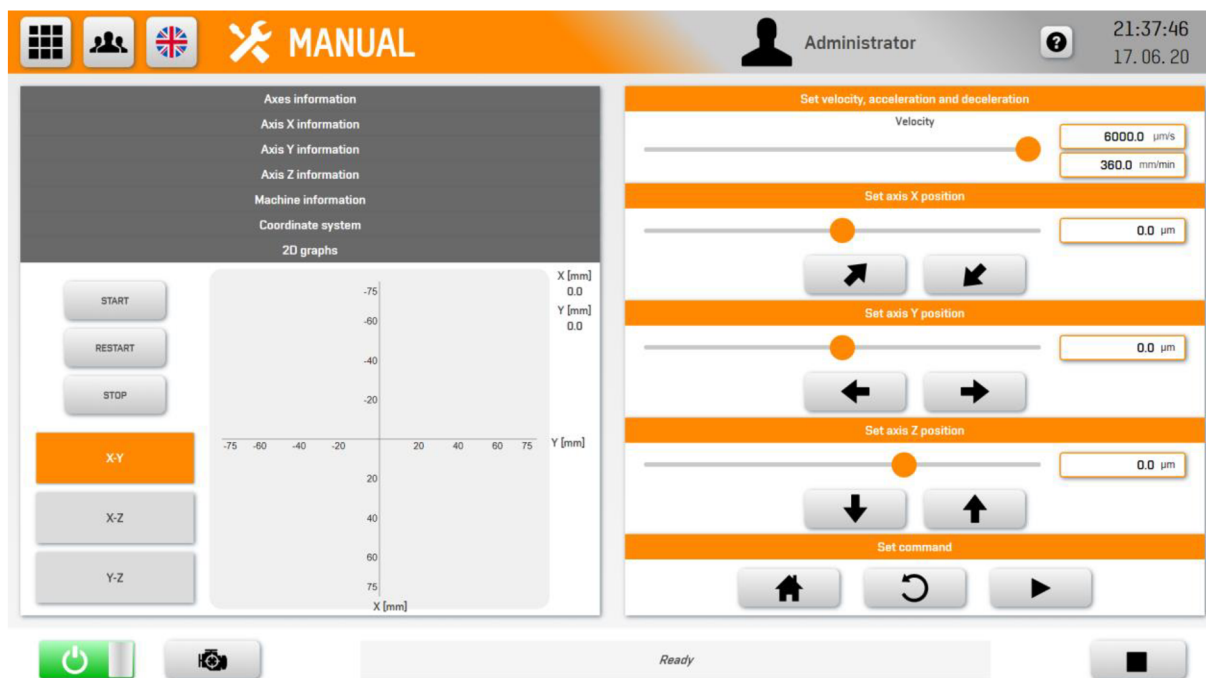 MANUAL
Administrator
?
21:37:46
17. 06. 20
Axes information
Axis X information
Axis Y information
Axis Z information
Machine information
Coordinate system
2D graphs
START
RESTART
STOP
X-Y
X-Z
Y-Z
X [mm]
0.0
Y [mm]
0.0
-75
-60
-40
-20
-75 -60 -40 -20 20 40 60 75 Y [mm]
20
40
60
75
X [mm]
Set velocity, acceleration and deceleration
Velocity
6000.0 µm/s
360.0 mm/min
Set axis X position
0.0 µm
Set axis Y position
0.0 µm
Set axis Z position
0.0 µm
Set command
Ready